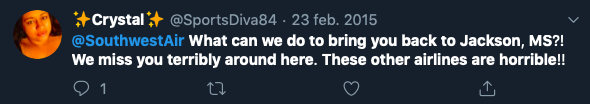 ✨Crystal✨ @SportsDiva84 · 23 feb. 2015
@SouthwestAir What can we do to bring you back to Jackson, MS?!
We miss you terribly around here. These other airlines are horrible!!
1